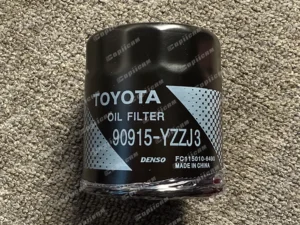 TOYOTA
OIL FILTER
90915-YZZJ3
DENSO
MADE IN CHINA